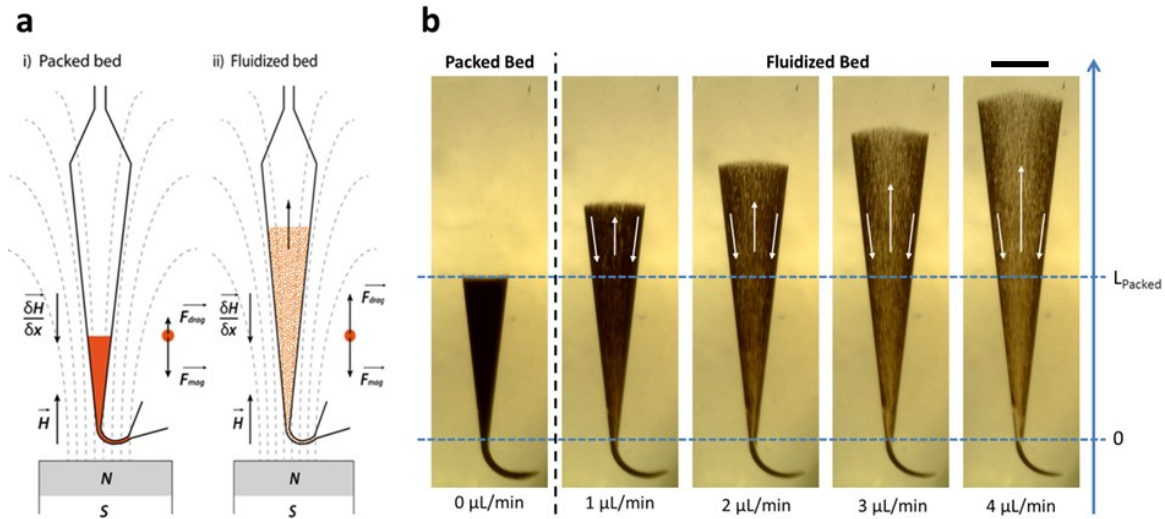 a
i) Packed bed
ii) Fluidized bed
δH
δx
F_drag
F_mag
H
N
S
δH
δx
F_drag
F_mag
H
N
S
b
Packed Bed
Fluidized Bed
L_Packed
0
0 µL/min
1 µL/min
2 µL/min
3 µL/min
4 µL/min